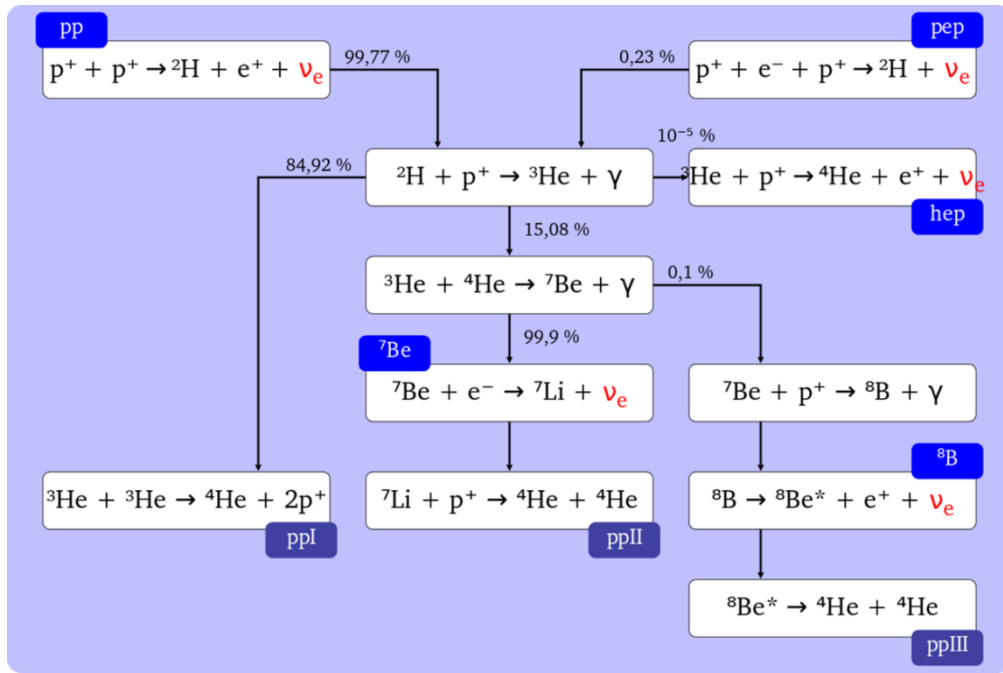 pp
pep
p⁺ + p⁺ → ²H + e⁺ + νₑ
99,77 %
0,23 %
p⁺ + e⁻ + p⁺ → ²H + νₑ
10⁻⁵ %
84,92 %
²H + p⁺ → ³He + γ
³He + p⁺ → ⁴He + e⁺ + νₑ
hep
15,08 %
³He + ⁴He → ⁷Be + γ
0,1 %
99,9 %
⁷Be
⁷Be + e⁻ → ⁷Li + νₑ
⁷Be + p⁺ → ⁸B + γ
⁸B
³He + ³He → ⁴He + 2p⁺
⁷Li + p⁺ → ⁴He + ⁴He
⁸B → ⁸Be* + e⁺ + νₑ
ppI
ppII
⁸Be* → ⁴He + ⁴He
ppIII